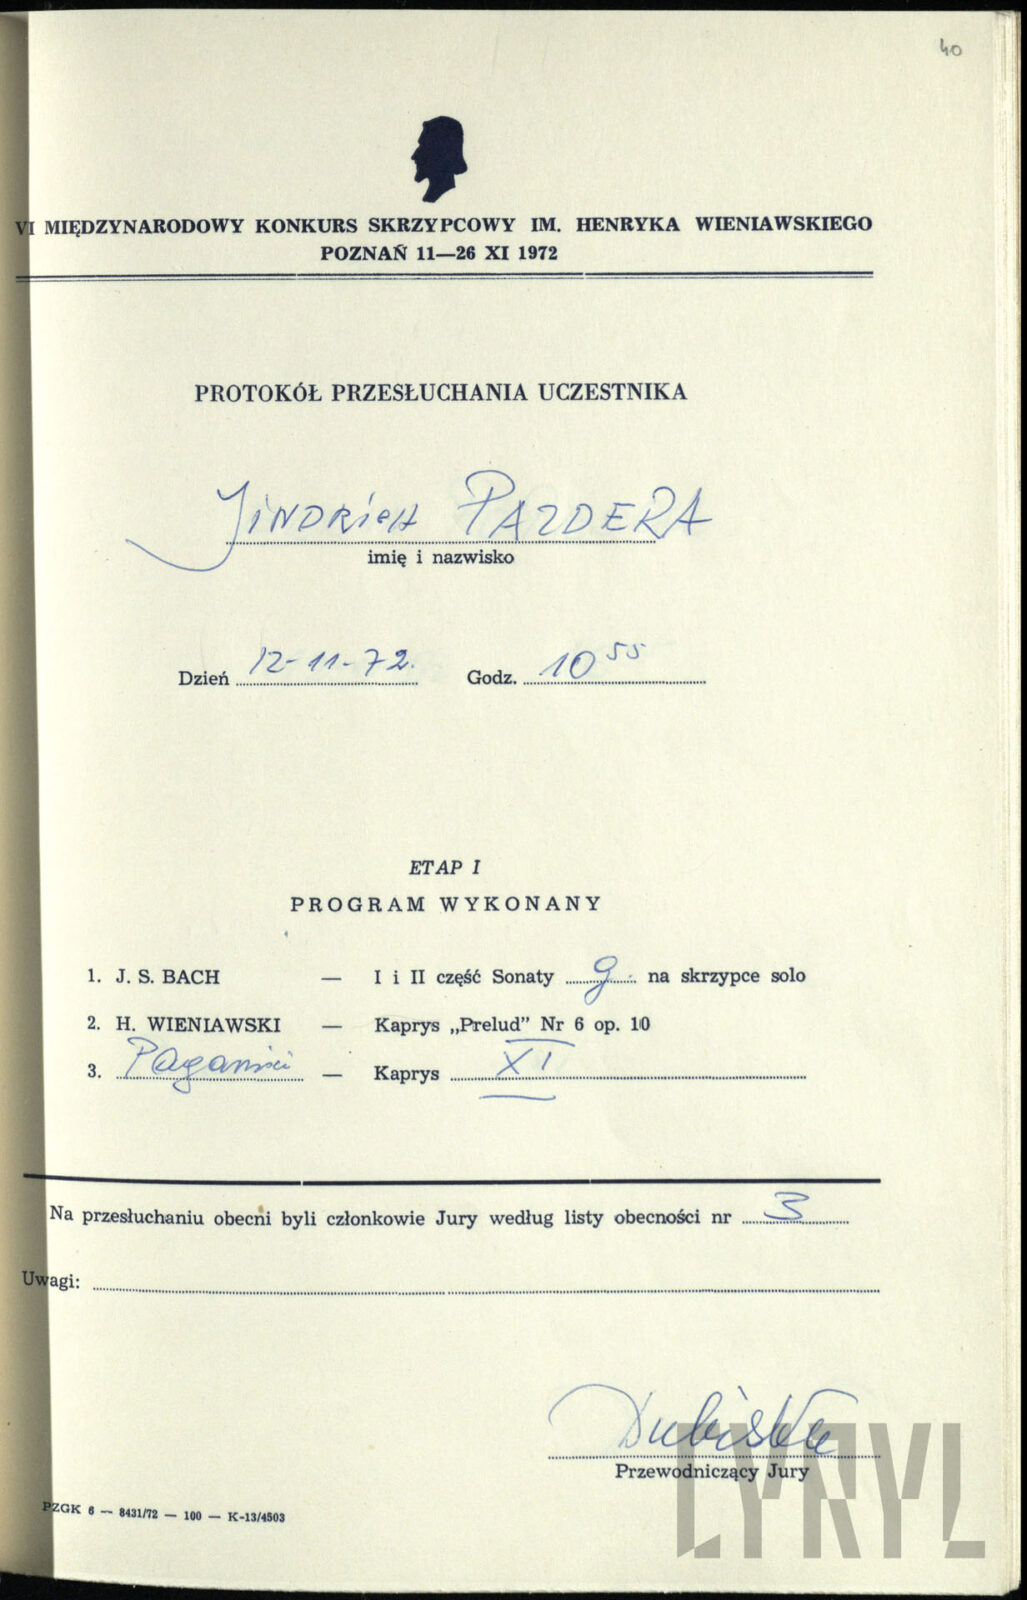 40
VI MIĘDZYNARODOWY KONKURS SKRZYPCOWY IM. HENRYKA WIENIAWSKIEGO
POZNAŃ 11—26 XI 1972
PROTOKÓŁ PRZESŁUCHANIA UCZESTNIKA
JiNDRicH PAZDERA
imię i nazwisko
Dzień 12-11-72. Godz. 10 55
ETAP I
PROGRAM WYKONANY
1. J. S. BACH — I i II część Sonaty g na skrzypce solo
2. H. WIENIAWSKI — Kaprys „Prelud” Nr 6 op. 10
3. Paganini — Kaprys XI
Na przesłuchaniu obecni byli członkowie Jury według listy obecności nr 3
Uwagi:
Dubiska
Przewodniczący Jury
PZGK 6 — 8431/72 — 100 — K-13/4503
CYRYL